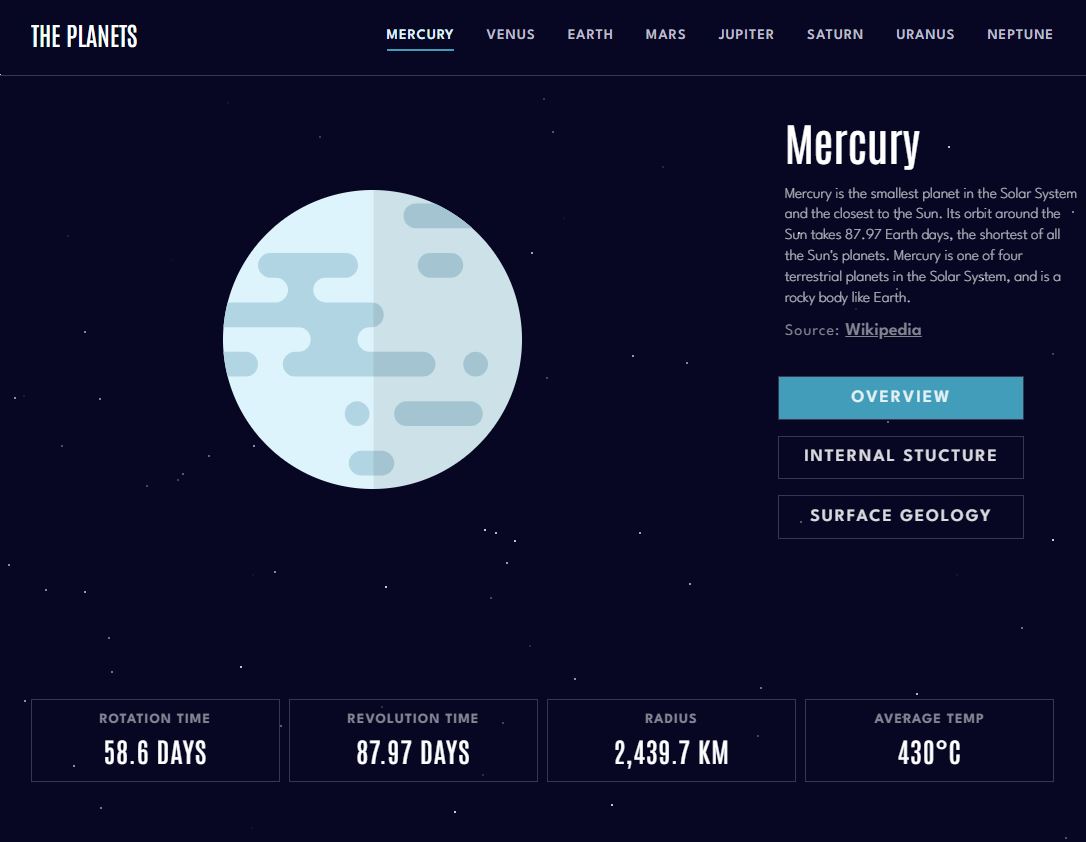 THE PLANETS
MERCURY VENUS EARTH MARS JUPITER SATURN URANUS NEPTUNE
Mercury
Mercury is the smallest planet in the Solar System
and the closest to the Sun. Its orbit around the
Sun takes 87.97 Earth days, the shortest of all
the Sun's planets. Mercury is one of four
terrestrial planets in the Solar System, and is a
rocky body like Earth.
Source: Wikipedia
OVERVIEW
INTERNAL STUCTURE
SURFACE GEOLOGY
ROTATION TIME
58.6 DAYS
REVOLUTION TIME
87.97 DAYS
RADIUS
2,439.7 KM
AVERAGE TEMP
430°C